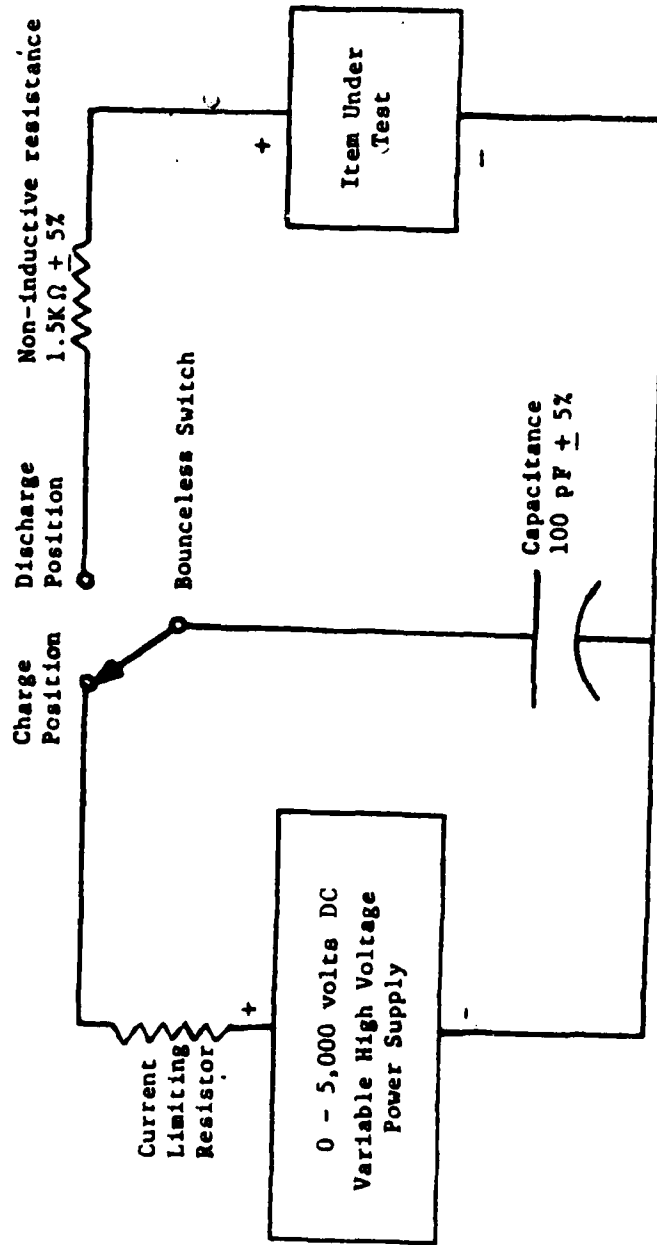 Charge
Position
Discharge
Position
Non-inductive resistance
1.5KΩ ± 5%
Bounceless Switch
Current
Limiting
Resistor
+
0 - 5,000 volts DC
Variable High Voltage
Power Supply
-
Capacitance
100 pF ± 5%
+
Item Under
Test
-